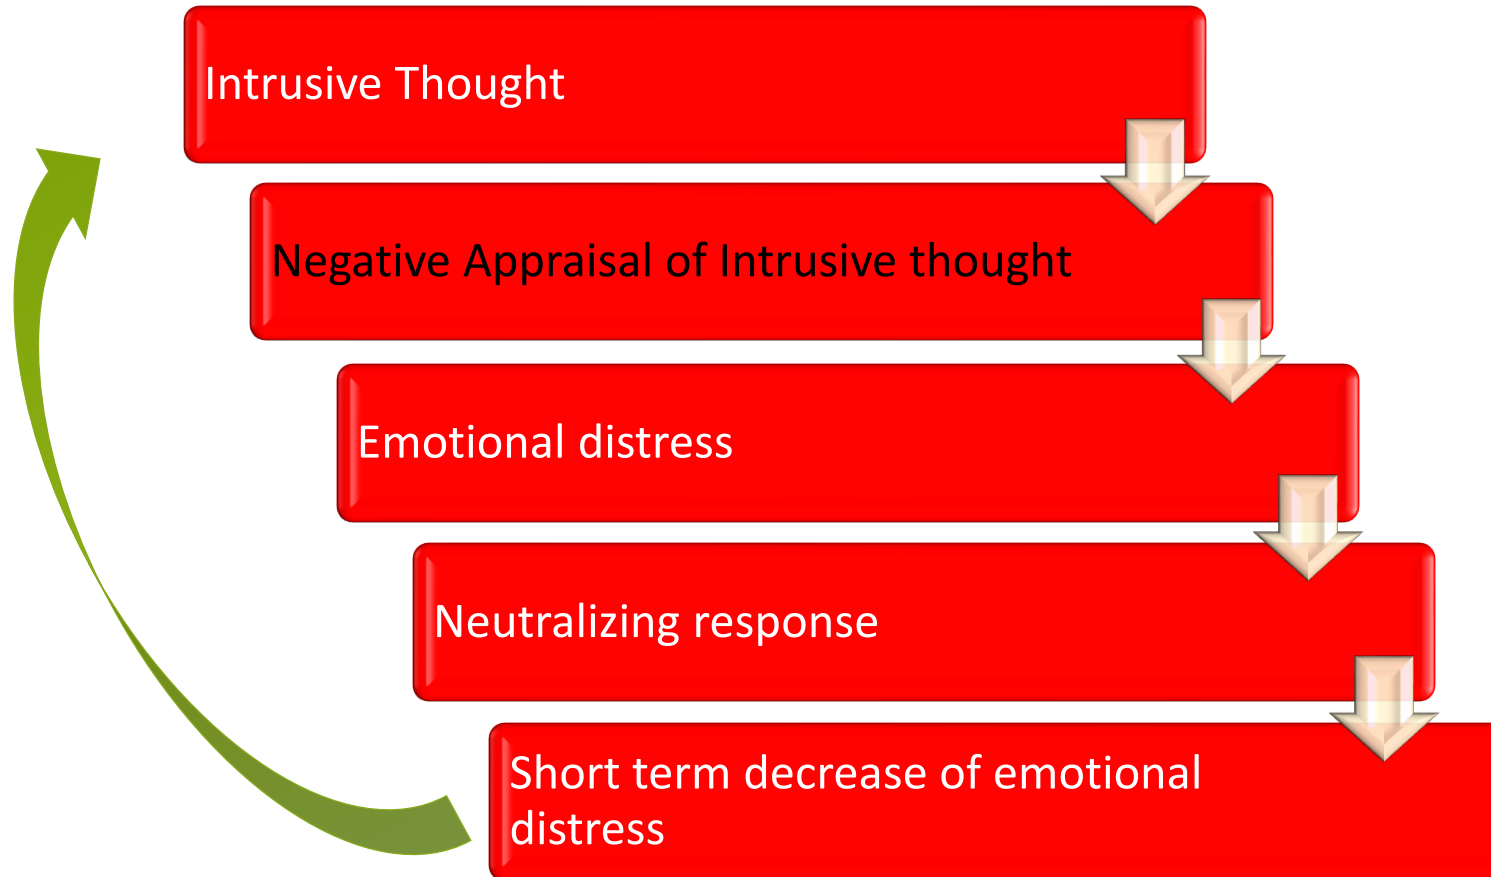 Intrusive Thought
Negative Appraisal of Intrusive thought
Emotional distress
Neutralizing response
Short term decrease of emotional
distress